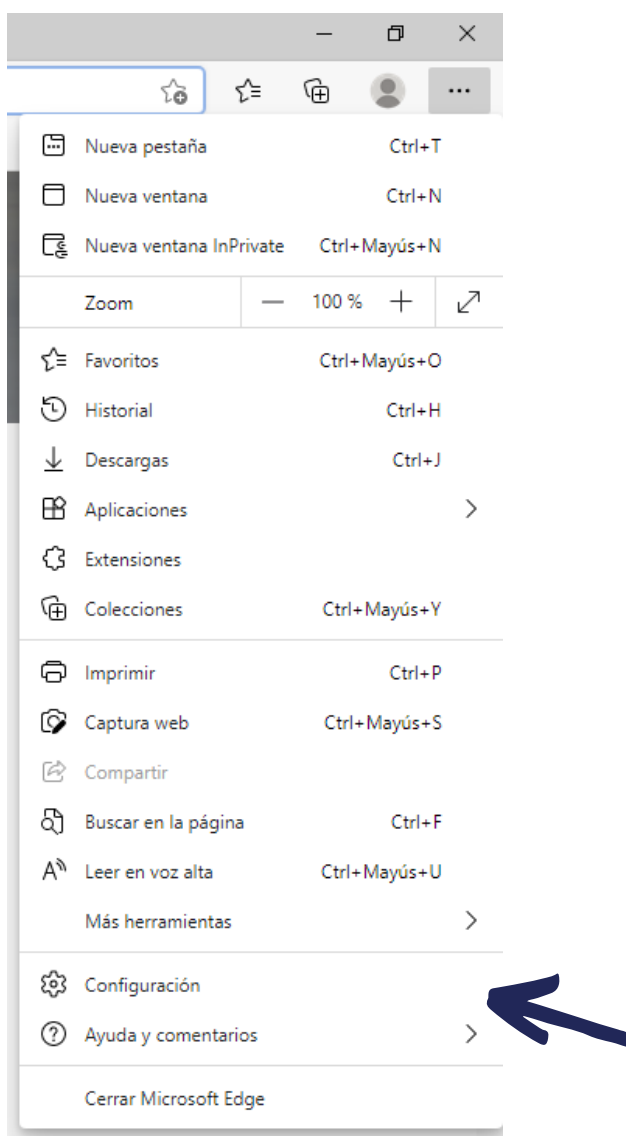 Nueva pestaña Ctrl+T
Nueva ventana Ctrl+N
Nueva ventana InPrivate Ctrl+Mayús+N
Zoom — 100 % +
Favoritos Ctrl+Mayús+O
Historial Ctrl+H
Descargas Ctrl+J
Aplicaciones
Extensiones
Colecciones Ctrl+Mayús+Y
Imprimir Ctrl+P
Captura web Ctrl+Mayús+S
Compartir
Buscar en la página Ctrl+F
Leer en voz alta Ctrl+Mayús+U
Más herramientas
Configuración
Ayuda y comentarios
Cerrar Microsoft Edge